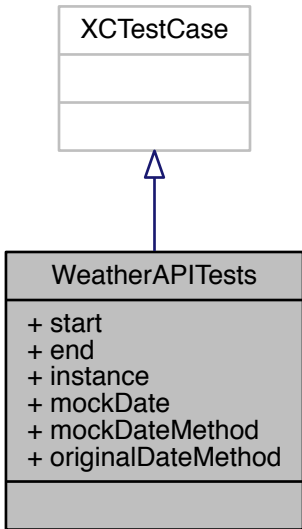 XCTestCase
WeatherAPITests
+ start
+ end
+ instance
+ mockDate
+ mockDateMethod
+ originalDateMethod